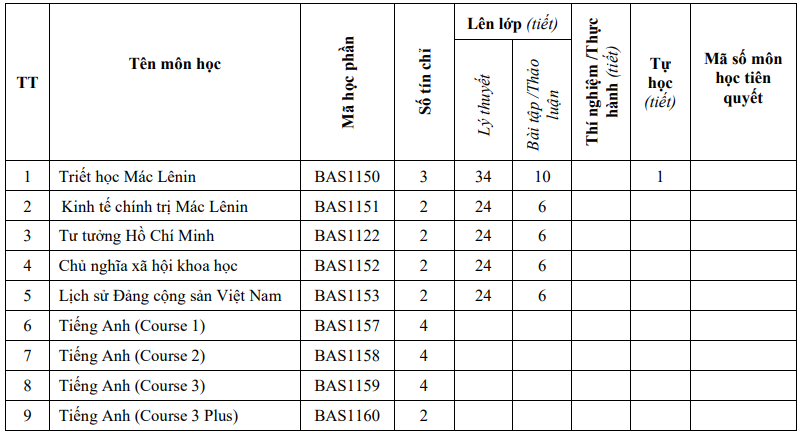 TT
Tên môn học
Mã học phần
Số tín chỉ
Lên lớp (tiết)
Lý thuyết
Bài tập /Thảo
luận
Thí nghiệm /Thực
hành (tiết)
Tự
học
(tiết)
Mã số môn
học tiên
quyết
1 Triết học Mác Lênin BAS1150 3 34 10 1
2 Kinh tế chính trị Mác Lênin BAS1151 2 24 6
3 Tư tưởng Hồ Chí Minh BAS1122 2 24 6
4 Chủ nghĩa xã hội khoa học BAS1152 2 24 6
5 Lịch sử Đảng cộng sản Việt Nam BAS1153 2 24 6
6 Tiếng Anh (Course 1) BAS1157 4
7 Tiếng Anh (Course 2) BAS1158 4
8 Tiếng Anh (Course 3) BAS1159 4
9 Tiếng Anh (Course 3 Plus) BAS1160 2